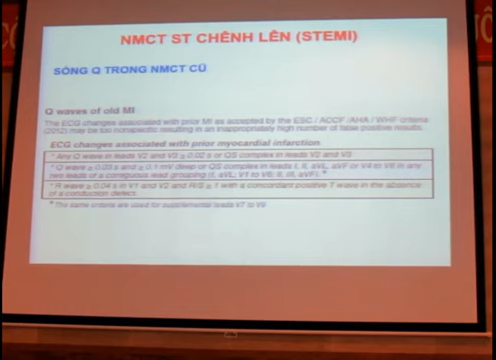 NMCT ST CHÊNH LÊN (STEMI)
SÓNG Q TRONG NMCT CŨ
Q waves of old MI
The ECG changes associated with prior MI as accepted by the ESC / ACCF /AHA / WHF criteria
(2012) may be too nonspecific resulting in an inappropriately high number of false positive results.
ECG changes associated with prior myocardial infarction
* Any Q wave in leads V2 and V3 ≥ 0.02 s or QS complex in leads V2 and V3
* Q wave ≥ 0.03 s and ≥ 0.1 mV deep or QS complex in leads I, II, aVL, aVF or V4 to V6 in any
two leads of a contiguous lead grouping (I, aVL; V1 to V6; II, III, aVF). *
* R wave ≥ 0.04 s in V1 and V2 and R/S ≥ 1 with a concordant positive T wave in the absence
of a conduction defect.
* The same criteria are used for supplemental leads V7 to V9